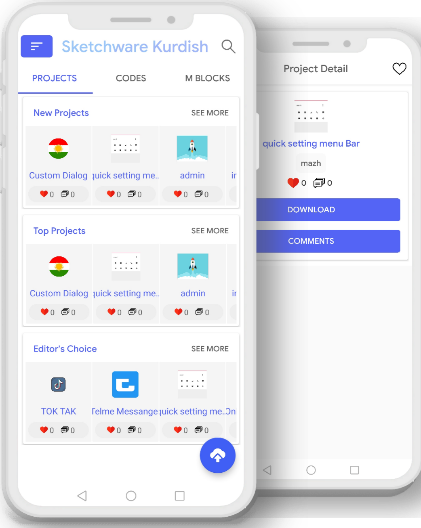 Sketchware Kurdish
PROJECTS CODES M BLOCKS
New Projects SEE MORE
Custom Dialog quick setting me.. admin
0 0 0 0 0 0
Top Projects SEE MORE
Custom Dialog quick setting me.. admin
0 0 0 0 0 0
Editor's Choice SEE MORE
TOK TAK Telme Messange quick setting me..
0 0 0 0 0 0
Project Detail
quick setting menu Bar
mazh
0 0
DOWNLOAD
COMMENTS